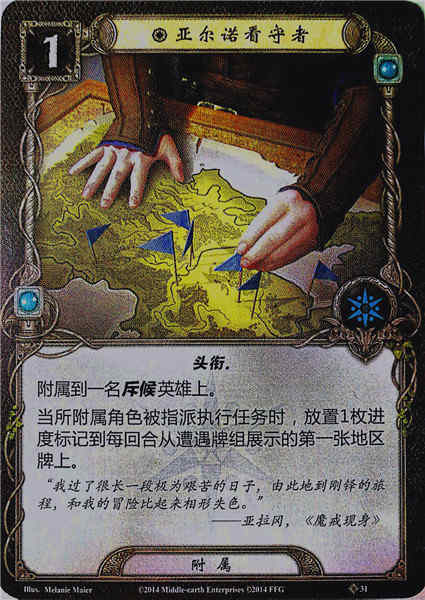 1
亚尔诺看守者
头衔.
附属到一名斥候英雄上。
当所附属角色被指派执行任务时，放置1枚进
度标记到每回合从遭遇牌组展示的第一张地区
牌上。
“我过了很长一段极为艰苦的日子，由此地到刚铎的旅
程，和我的冒险比起来相形失色。”
——亚拉冈，《魔戒现身》
附属
Illus. Melanie Maier ©2014 Middle-earth Enterprises ©2014 FFG 31